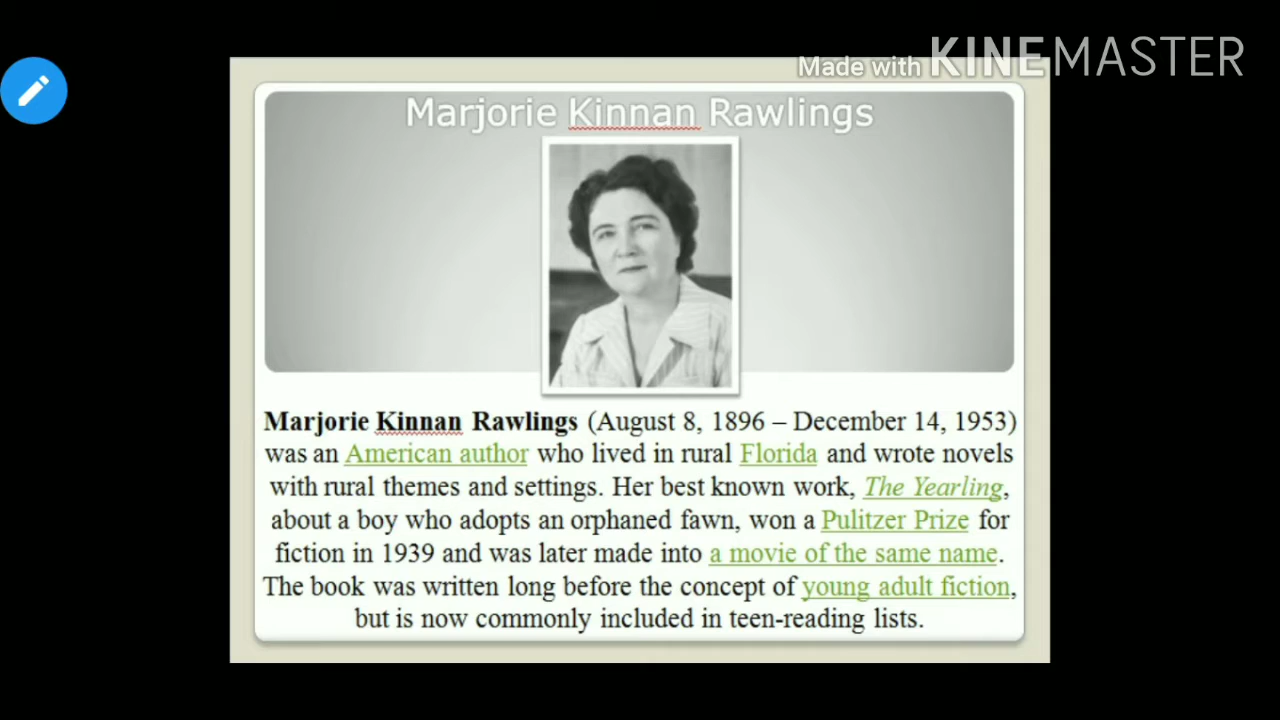 Made with KINEMASTER
Marjorie Kinnan Rawlings
Marjorie Kinnan Rawlings (August 8, 1896 – December 14, 1953)
was an American author who lived in rural Florida and wrote novels
with rural themes and settings. Her best known work, The Yearling,
about a boy who adopts an orphaned fawn, won a Pulitzer Prize for
fiction in 1939 and was later made into a movie of the same name.
The book was written long before the concept of young adult fiction,
but is now commonly included in teen-reading lists.